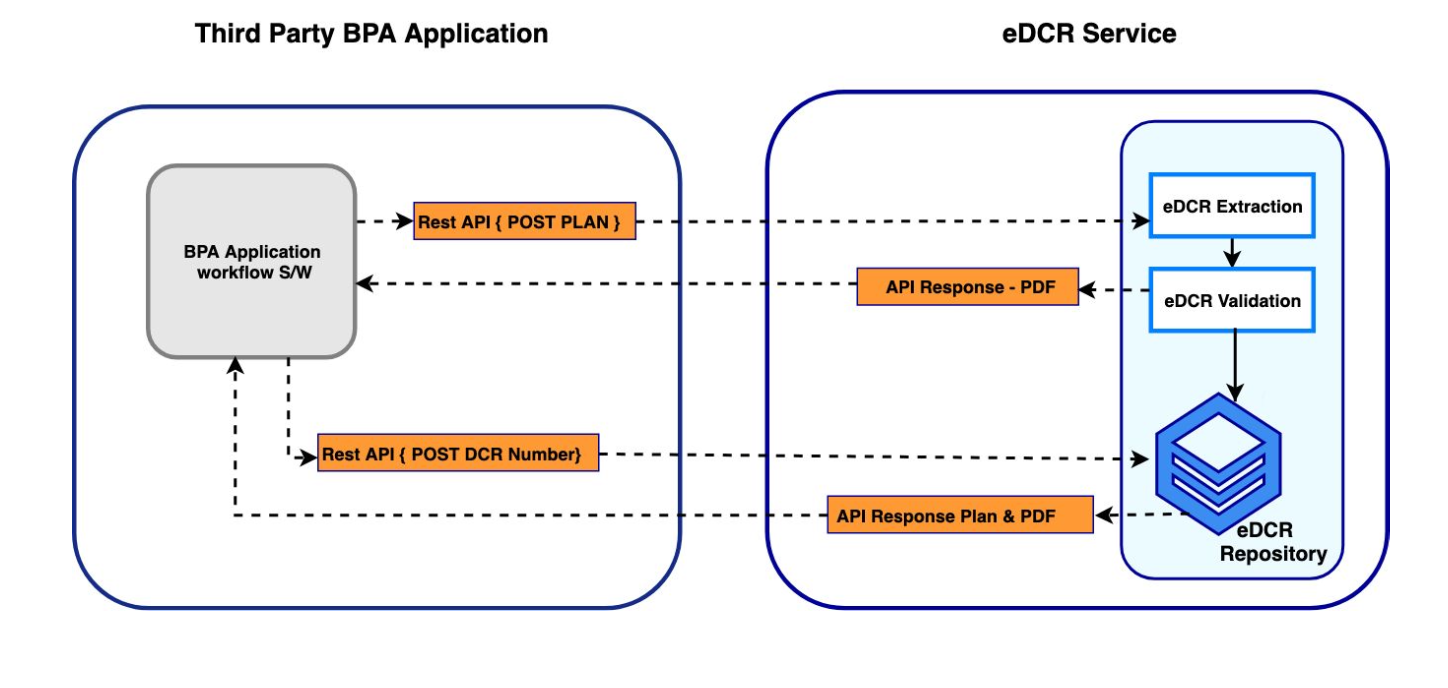 Third Party BPA Application
eDCR Service
BPA Application
workflow S/W
Rest API { POST PLAN }
eDCR Extraction
API Response - PDF
eDCR Validation
Rest API { POST DCR Number}
API Response Plan & PDF
eDCR
Repository